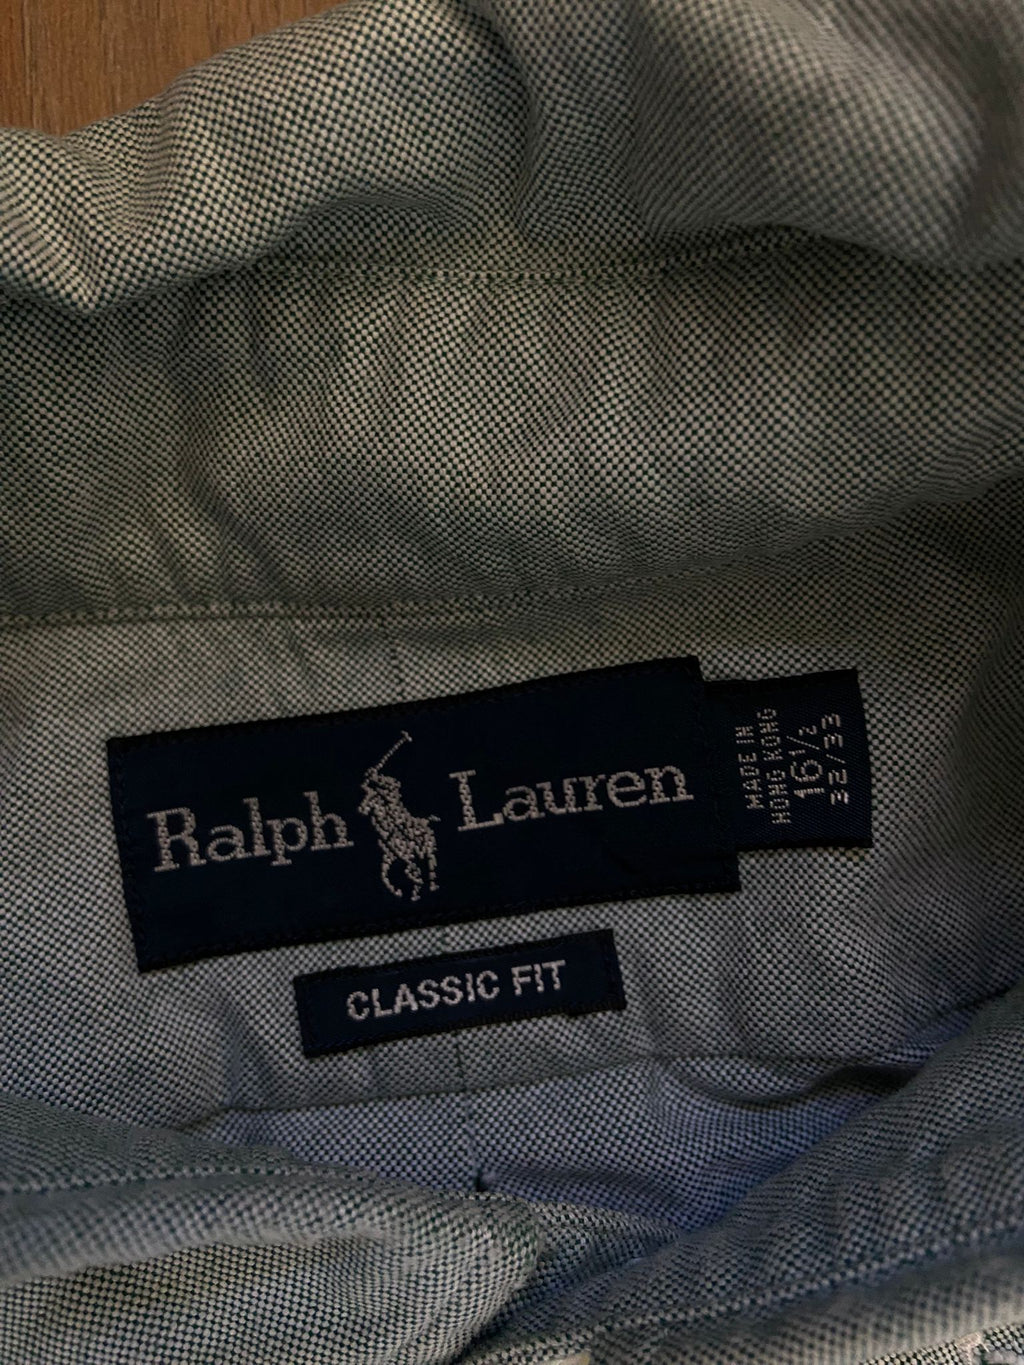 Ralph Lauren
MADE IN
HONG KONG
16½
32/33
CLASSIC FIT